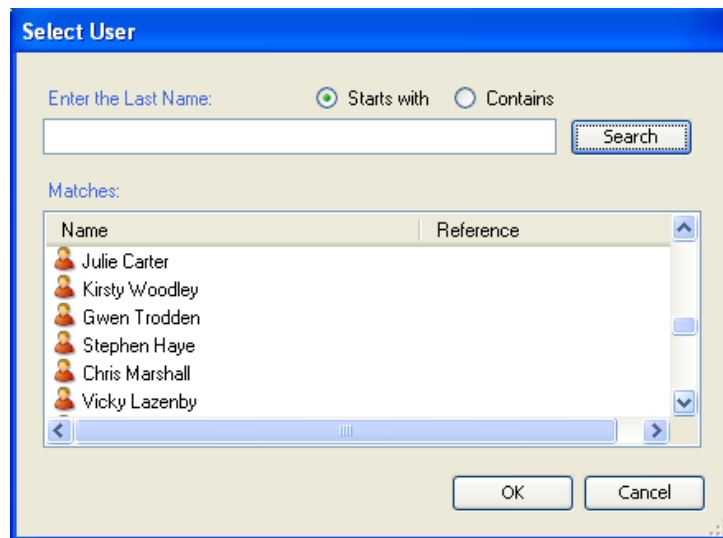 Select User
Enter the Last Name: Starts with Contains
Search
Matches:
Name Reference
Julie Carter
Kirsty Woodley
Gwen Trodden
Stephen Haye
Chris Marshall
Vicky Lazenby
OK Cancel